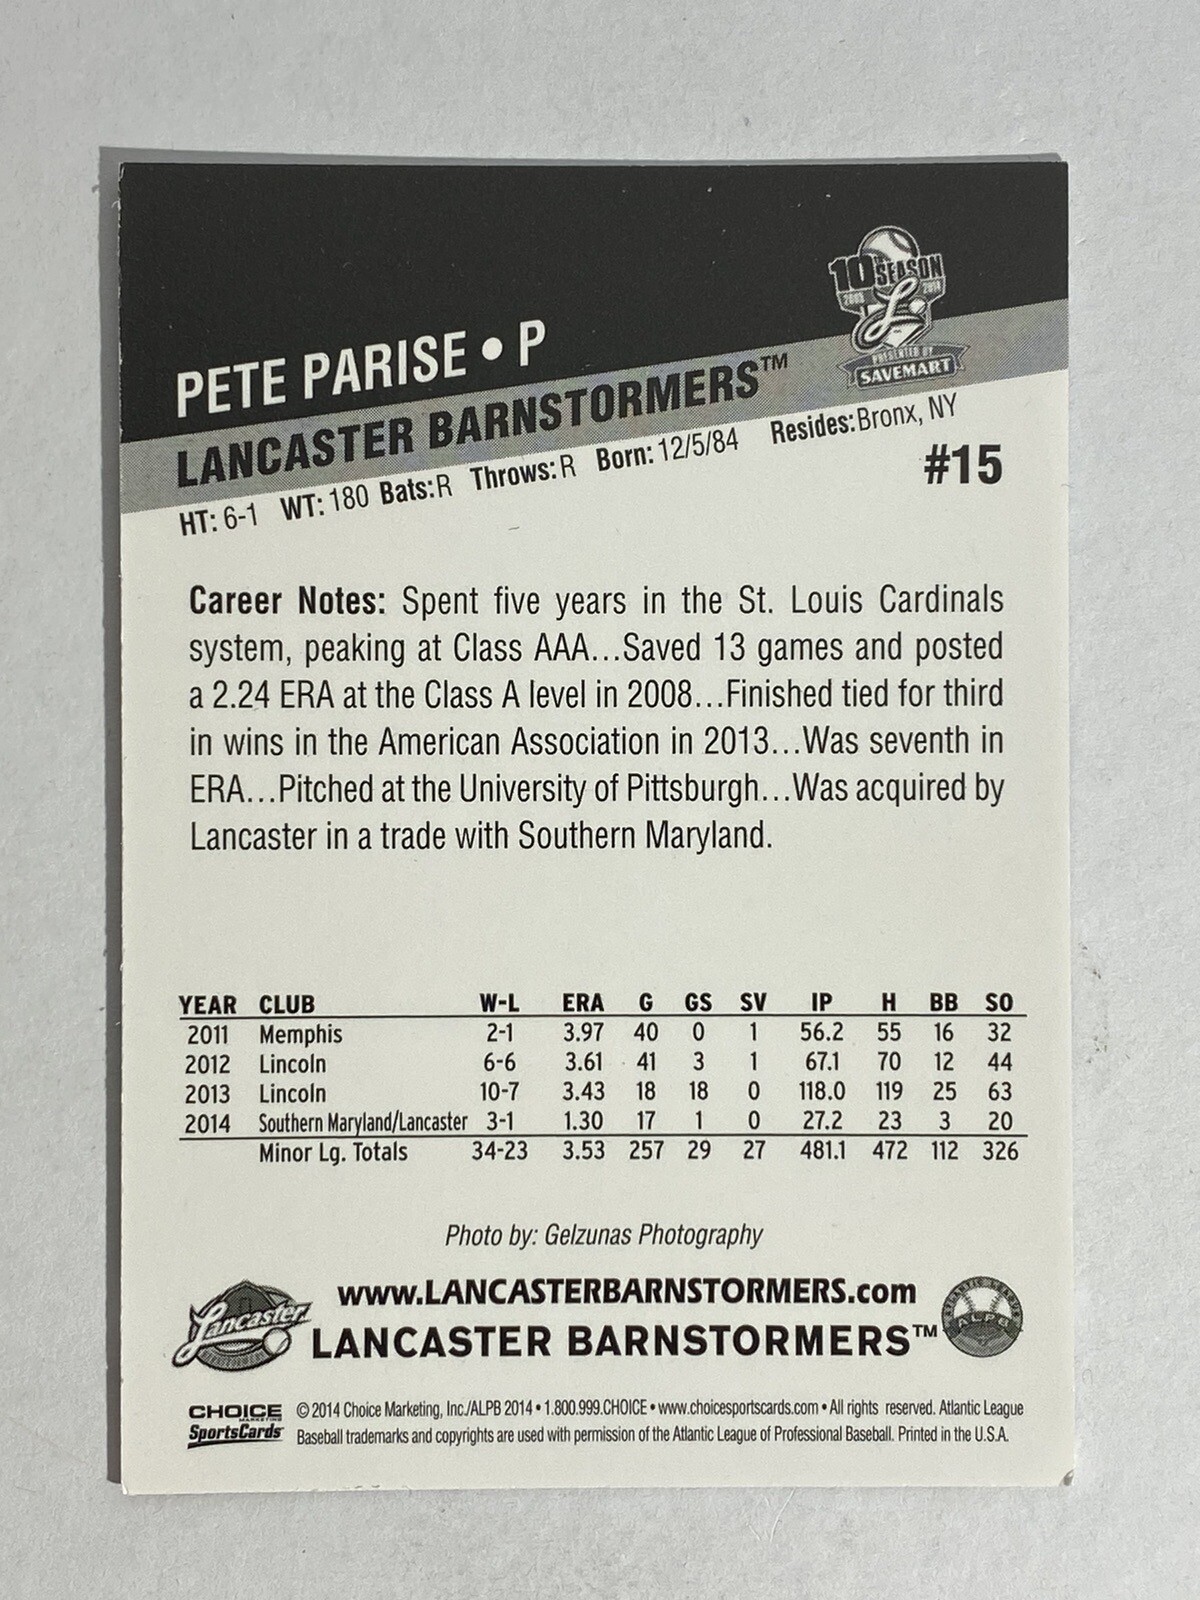 10 SEASON
2005 2014
L
PRESENTED BY
SAVEMART
PETE PARISE • P
LANCASTER BARNSTORMERS™
HT: 6-1 WT: 180 Bats:R Throws:R Born: 12/5/84 Resides:Bronx, NY
#15
Career Notes: Spent five years in the St. Louis Cardinals
system, peaking at Class AAA...Saved 13 games and posted
a 2.24 ERA at the Class A level in 2008...Finished tied for third
in wins in the American Association in 2013...Was seventh in
ERA...Pitched at the University of Pittsburgh...Was acquired by
Lancaster in a trade with Southern Maryland.
YEAR CLUB W-L ERA G GS SV IP H BB SO
2011 Memphis 2-1 3.97 40 0 1 56.2 55 16 32
2012 Lincoln 6-6 3.61 41 3 1 67.1 70 12 44
2013 Lincoln 10-7 3.43 18 18 0 118.0 119 25 63
2014 Southern Maryland/Lancaster 3-1 1.30 17 1 0 27.2 23 3 20
Minor Lg. Totals 34-23 3.53 257 29 27 481.1 472 112 326
Photo by: Gelzunas Photography
Lancaster
www.LANCASTERBARNSTORMERS.com
LANCASTER BARNSTORMERS™
ATLANTIC LEAGUE
ALPB
CHOICE
MARKETING
SportsCards
© 2014 Choice Marketing, Inc./ALPB 2014 • 1.800.999.CHOICE • www.choicesportscards.com • All rights reserved. Atlantic League
Baseball trademarks and copyrights are used with permission of the Atlantic League of Professional Baseball. Printed in the U.S.A.